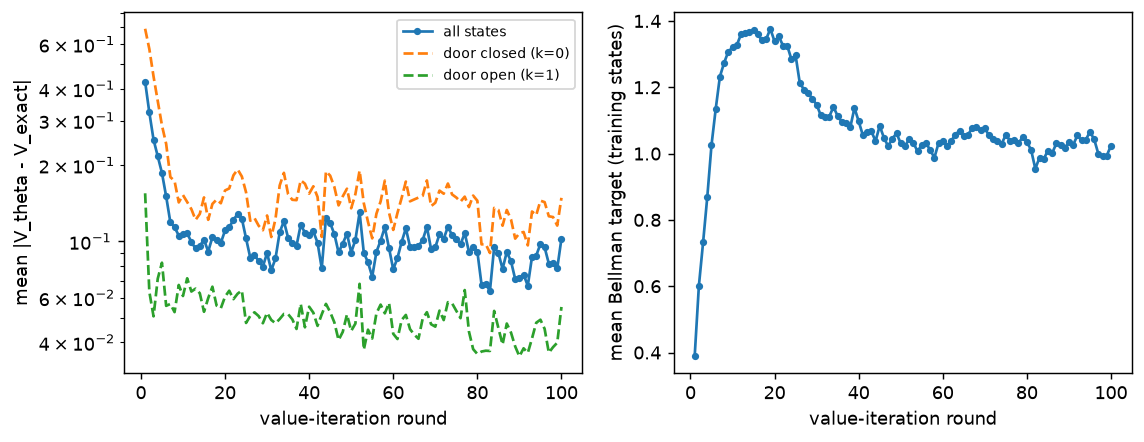 mean |V_theta - V_exact|
6 × 10⁻¹
4 × 10⁻¹
3 × 10⁻¹
2 × 10⁻¹
10⁻¹
6 × 10⁻²
4 × 10⁻²
all states
door closed (k=0)
door open (k=1)
0 20 40 60 80 100
value-iteration round
mean Bellman target (training states)
1.4
1.2
1.0
0.8
0.6
0.4
0 20 40 60 80 100
value-iteration round